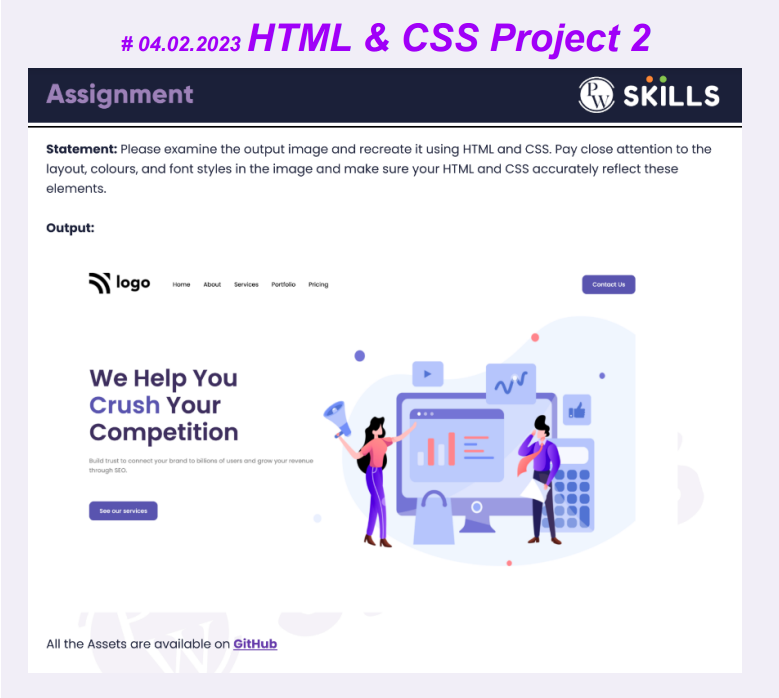 # 04.02.2023 HTML & CSS Project 2
Assignment
PW SKILLS
Statement: Please examine the output image and recreate it using HTML and CSS. Pay close attention to the
layout, colours, and font styles in the image and make sure your HTML and CSS accurately reflect these
elements.
Output:
logo Home About Services Portfolio Pricing Contact Us
We Help You
Crush Your
Competition
Build trust to connect your brand to billions of users and grow your revenue
through SEO.
See our services
All the Assets are available on GitHub